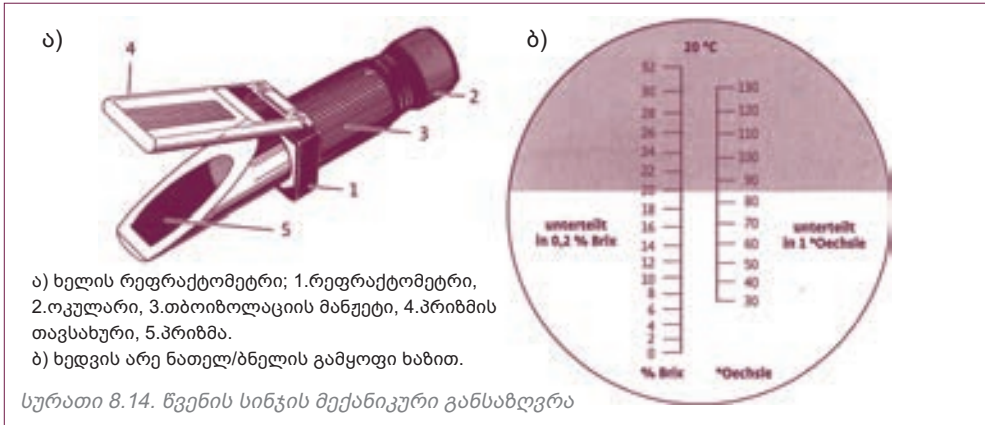 ა)
4
2
3
1
5
ა) ხელის რეფრაქტომეტრი; 1.რეფრაქტომეტრი,
2.ოკულარი, 3.თბოიზოლაციის მანჟეტი, 4.პრიზმის
თავსახური, 5.პრიზმა.
ბ) ხედვის არე ნათელ/ბნელის გამყოფი ხაზით.
ბ)
20 °C
32
30
28
26
24
22
20
18
16
14
12
10
8
6
4
2
0
130
120
110
100
90
80
70
60
50
40
30
unterteilt
in 0,2 % Brix
unterteilt
in 1 °Oechsle
% Brix
°Oechsle
სურათი 8.14. წვენის სინჯის მექანიკური განსაზღვრა